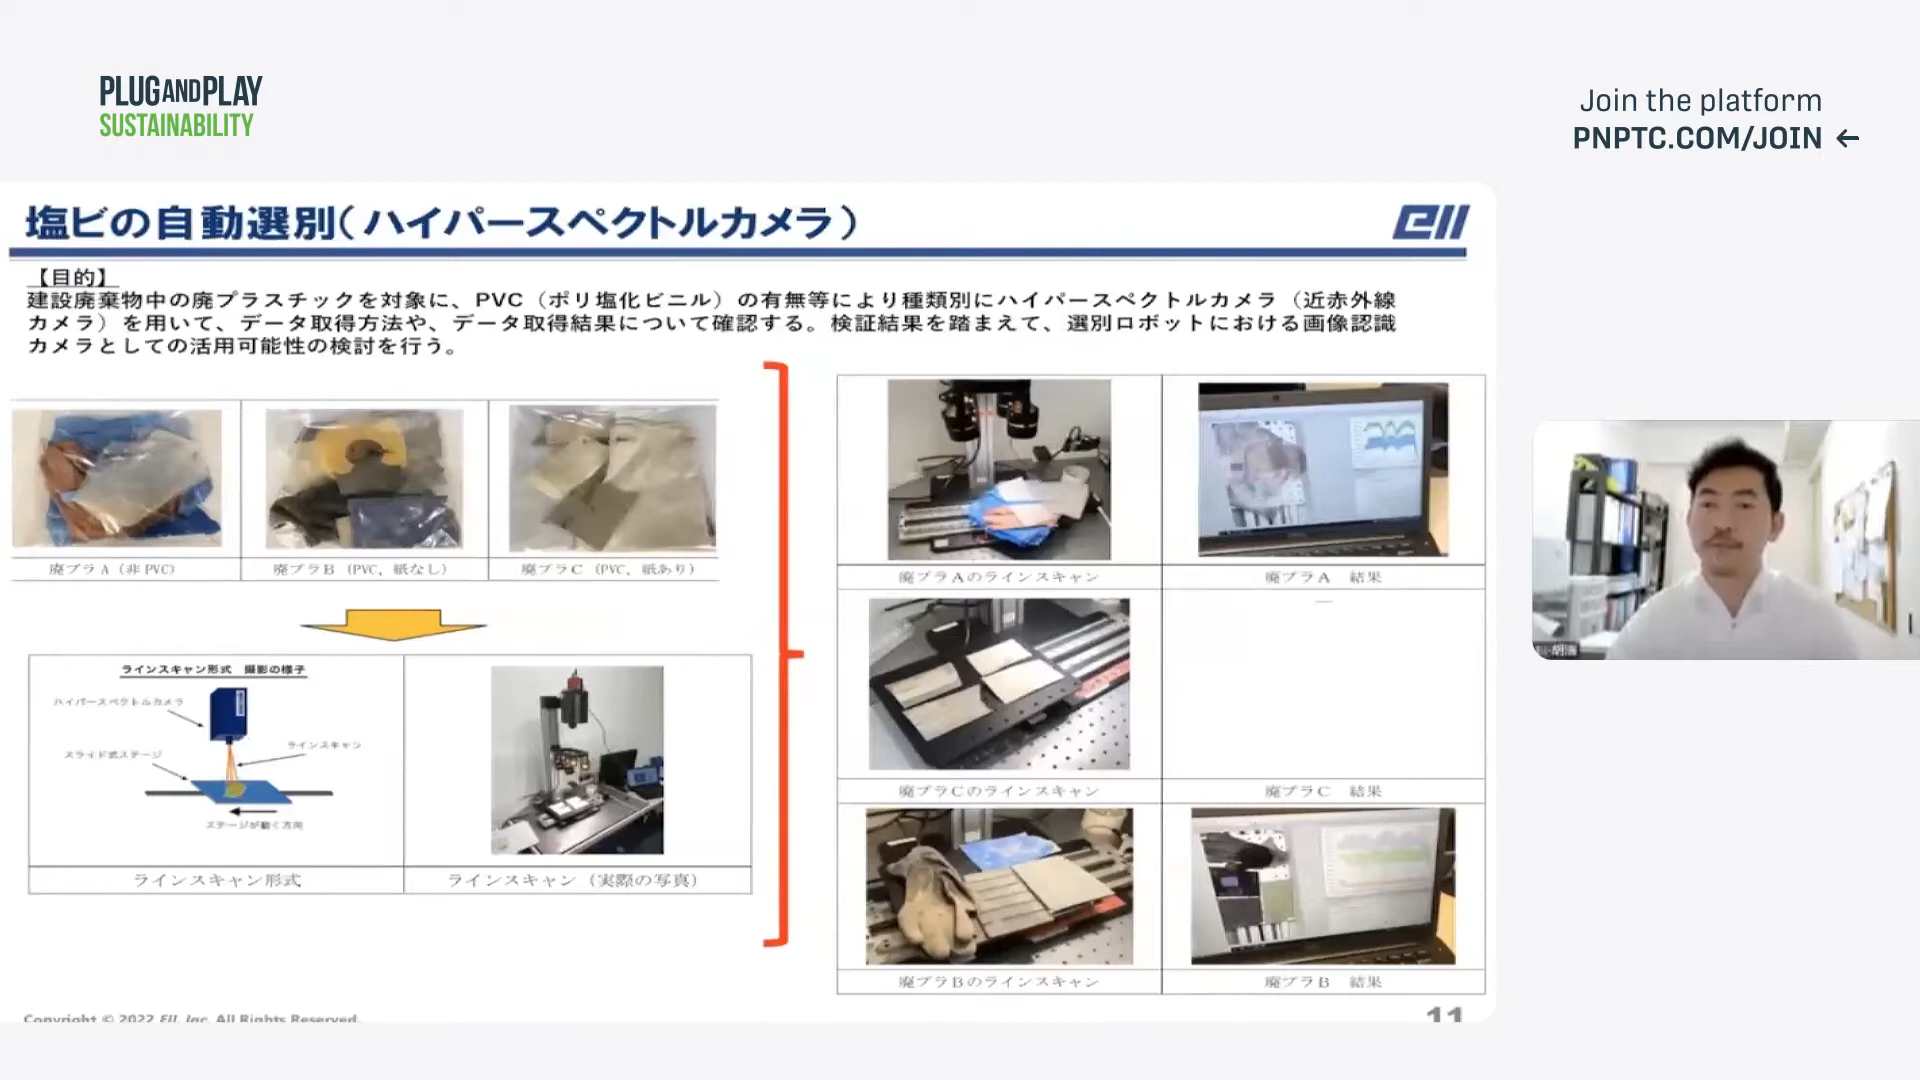 PLUGANDPLAY
SUSTAINABILITY
Join the platform
PNPTC.COM/JOIN ←
塩ビの自動選別(ハイパースペクトルカメラ)
eII
【目的】
建設廃棄物中の廃プラスチックを対象に、PVC（ポリ塩化ビニル）の有無等により種類別にハイパースペクトルカメラ（近赤外線
カメラ）を用いて、データ取得方法や、データ取得結果について確認する。検証結果を踏まえて、選別ロボットにおける画像認識
カメラとしての活用可能性の検討を行う。
廃プラA（非PVC）
廃プラB（PVC、紙なし）
廃プラC（PVC、紙あり）
ラインスキャン形式　撮影の様子
ハイパースペクトルカメラ
スライド式ステージ
ラインスキャン
ステージが動く方向
ラインスキャン形式
ラインスキャン（実際の写真）
廃プラAのラインスキャン
廃プラA　結果
廃プラCのラインスキャン
廃プラC　結果
廃プラBのラインスキャン
廃プラB　結果
Copyright © 2022 EII, Inc. All Rights Reserved.
11